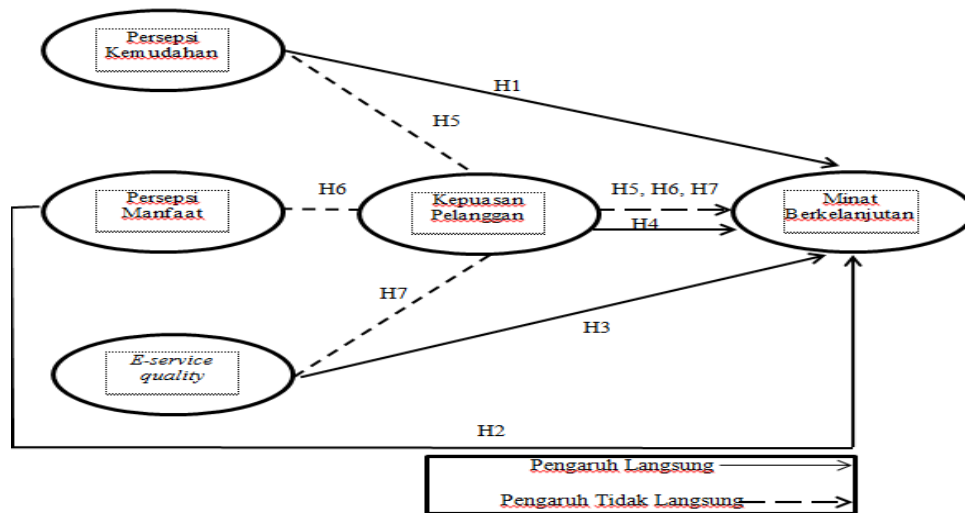 Persepsi
Kemudahan
H1
H5
Persepsi
Manfaat
H6
Kepuasan
Pelanggan
H5, H6, H7
H4
Minat
Berkelanjutan
H7
H3
E-service
quality
H2
Pengaruh Langsung
Pengaruh Tidak Langsung